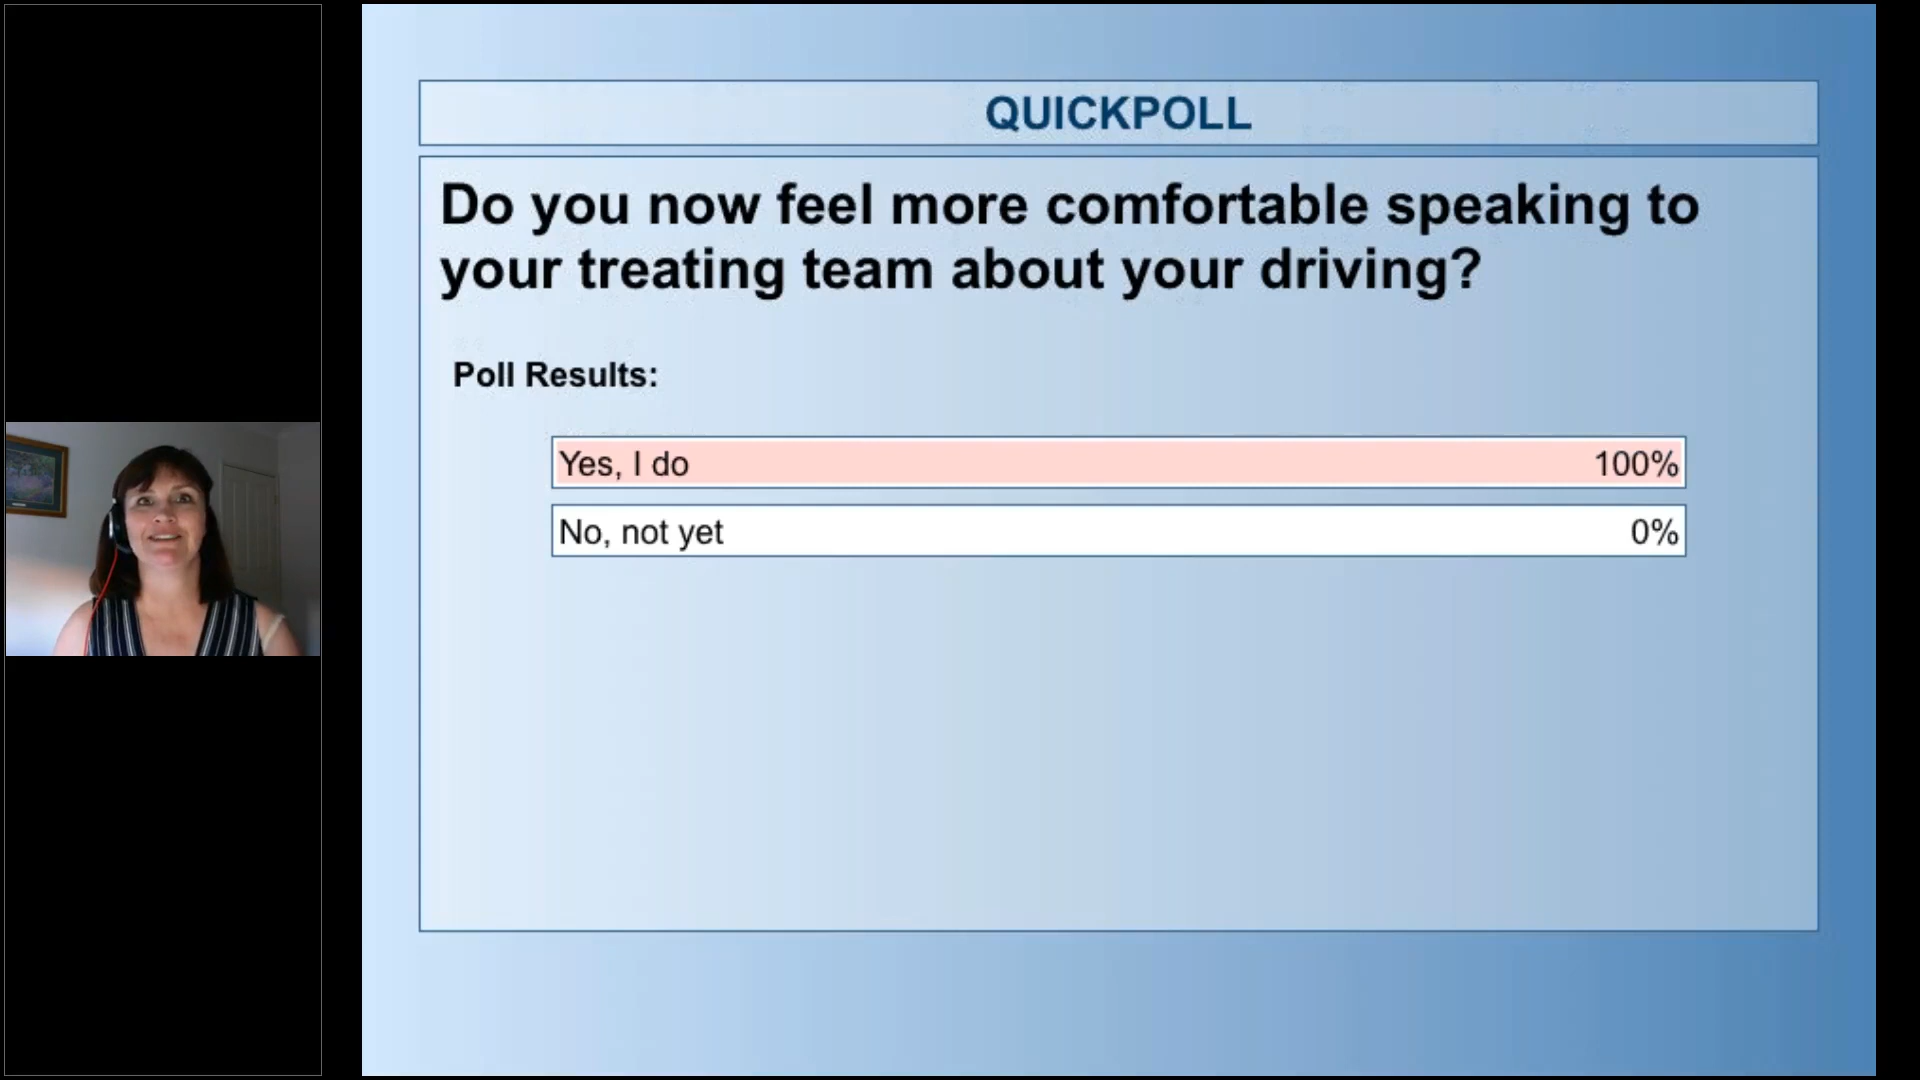 QUICKPOLL
Do you now feel more comfortable speaking to
your treating team about your driving?
Poll Results:
Yes, I do 100%
No, not yet 0%